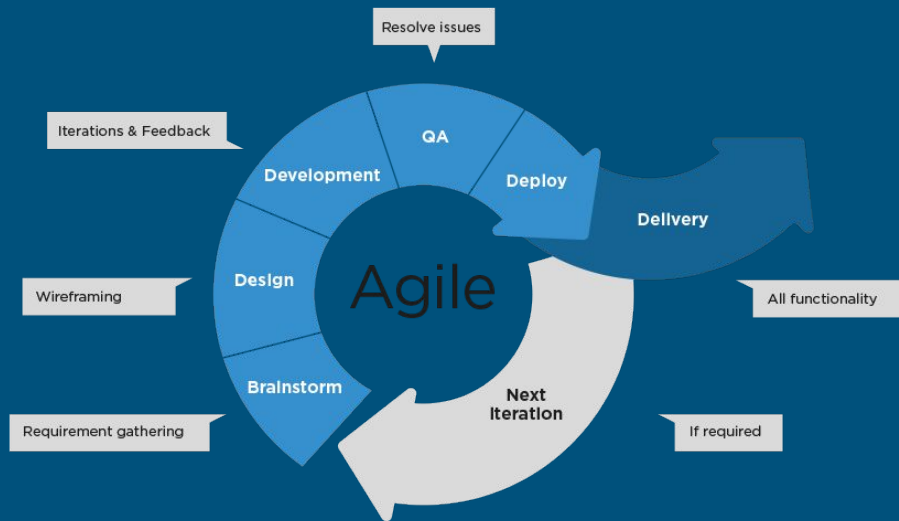 Resolve issues
QA
Iterations & Feedback
Development
Deploy
Delivery
Design
Agile
Wireframing
All functionality
Brainstorm
Next
Iteration
Requirement gathering
If required